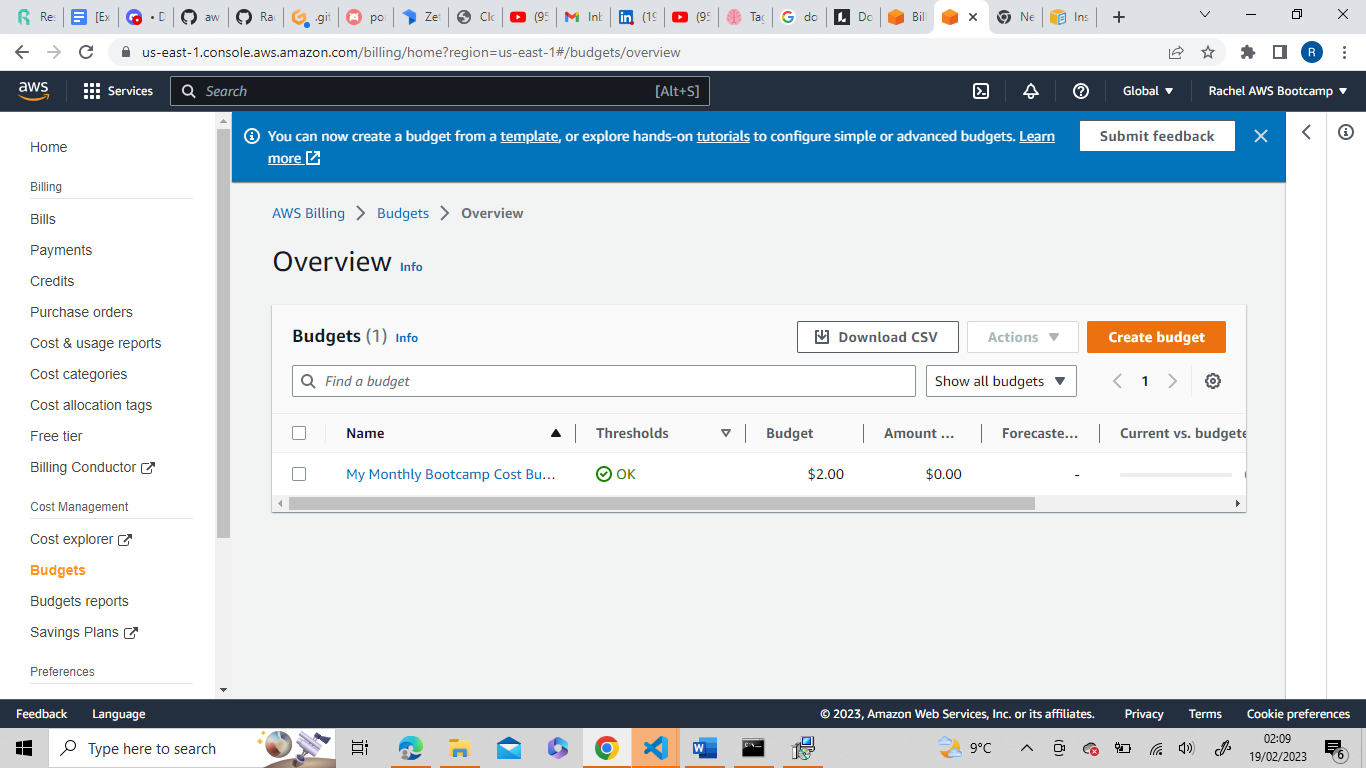 Re:
[Ex
• D
aw
Ra
.git
po
Zet
Clo
(95
Inb
(19
(95
Tag
do
Do
Bil
Ne
Ins
us-east-1.console.aws.amazon.com/billing/home?region=us-east-1#/budgets/overview
R
aws
Services
Search
[Alt+S]
Global
Rachel AWS Bootcamp
Home
Billing
Bills
Payments
Credits
Purchase orders
Cost & usage reports
Cost categories
Cost allocation tags
Free tier
Billing Conductor
Cost Management
Cost explorer
Budgets
Budgets reports
Savings Plans
Preferences
You can now create a budget from a template, or explore hands-on tutorials to configure simple or advanced budgets. Learn
more
Submit feedback
AWS Billing
Budgets
Overview
Overview Info
Budgets (1) Info
Download CSV
Actions
Create budget
Find a budget
Show all budgets
1
Name
Thresholds
Budget
Amount ...
Forecaste...
Current vs. budgete
My Monthly Bootcamp Cost Bu...
OK
$2.00
$0.00
-
Feedback
Language
© 2023, Amazon Web Services, Inc. or its affiliates.
Privacy
Terms
Cookie preferences
Type here to search
9°C
02:09
19/02/2023
6